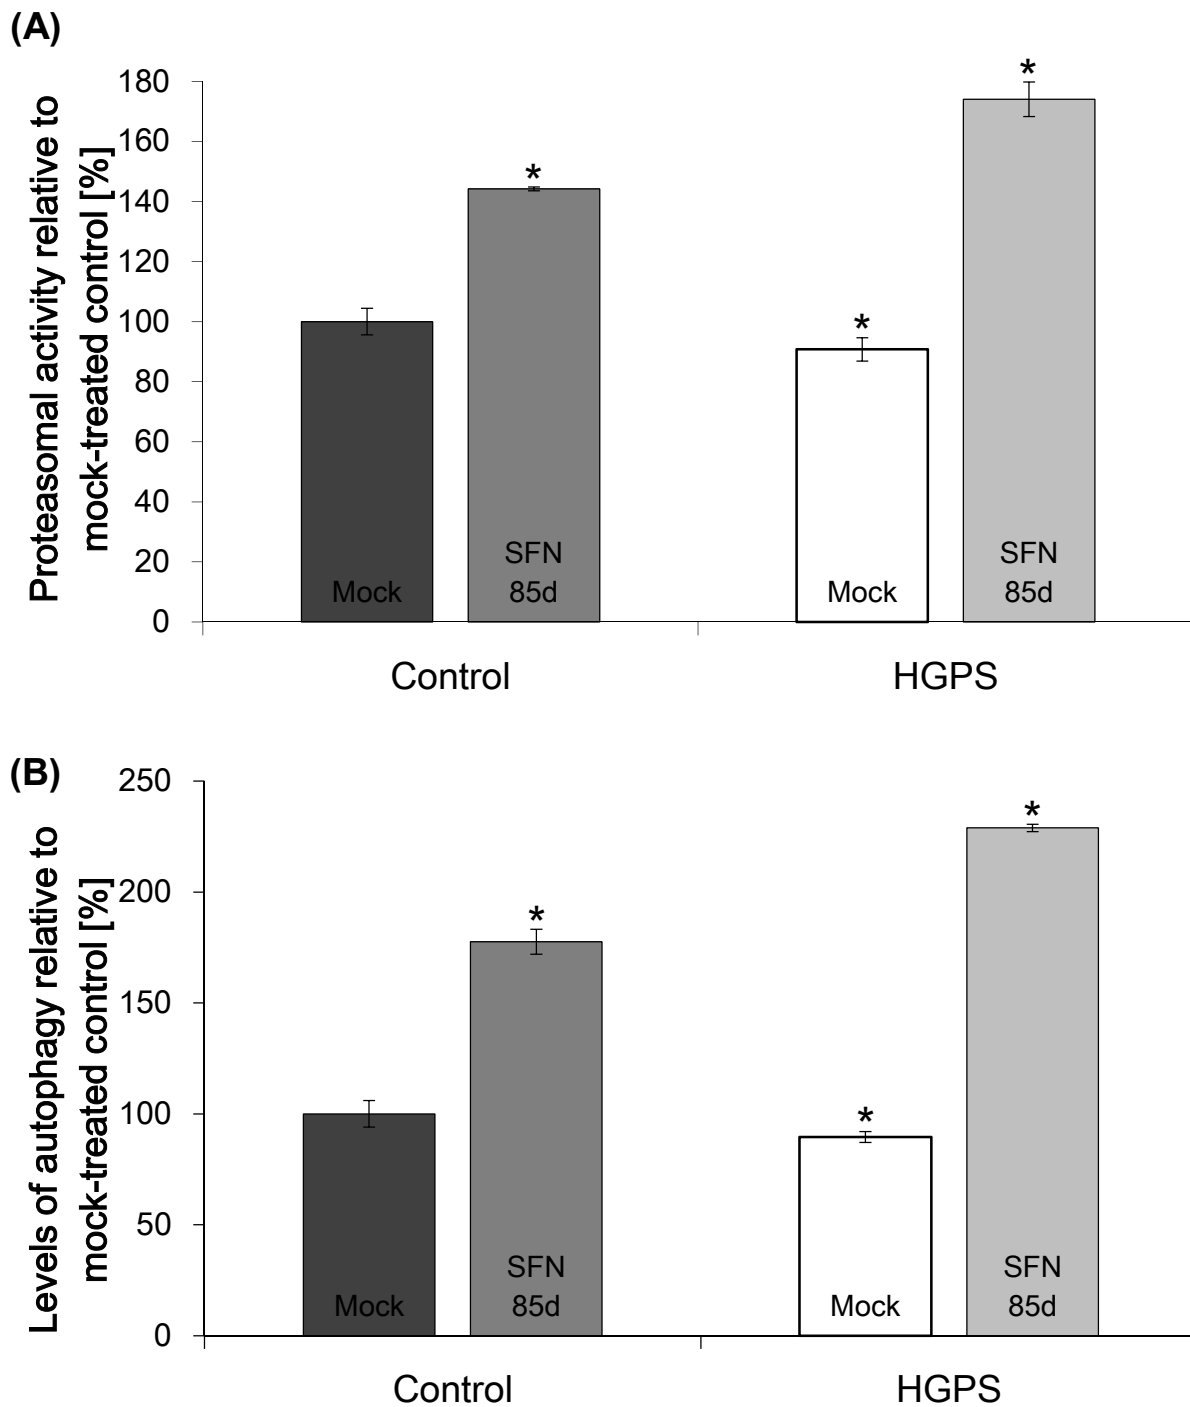 (A)
Proteasomal activity relative to
mock-treated control [%]
180
160
140
120
100
80
60
40
20
0
*
*
*
Mock
SFN
85d
Mock
SFN
85d
Control
HGPS
(B)
Levels of autophagy relative to
mock-treated control [%]
250
200
150
100
50
0
*
*
*
Mock
SFN
85d
Mock
SFN
85d
Control
HGPS